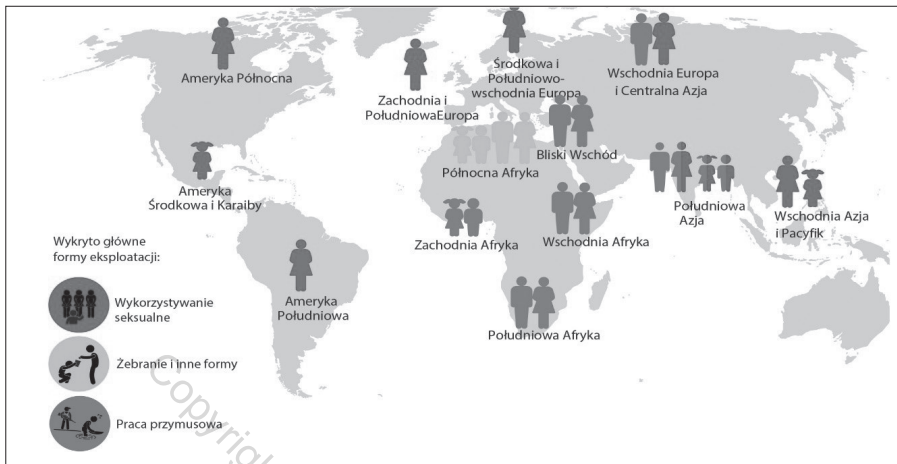 Ameryka Północna
Zachodnia i
PołudniowaEuropa
Środkowa i
Południowo-
wschodnia Europa
Wschodnia Europa
i Centralna Azja
Ameryka
Środkowa i Karaiby
Północna Afryka
Bliski Wschód
Południowa
Azja
Wschodnia Azja
i Pacyfik
Zachodnia Afryka
Wschodnia Afryka
Ameryka
Południowa
Południowa Afryka
Wykryto główne
formy eksploatacji:
Wykorzystywanie
seksualne
Żebranie i inne formy
Praca przymusowa
Copyrigh